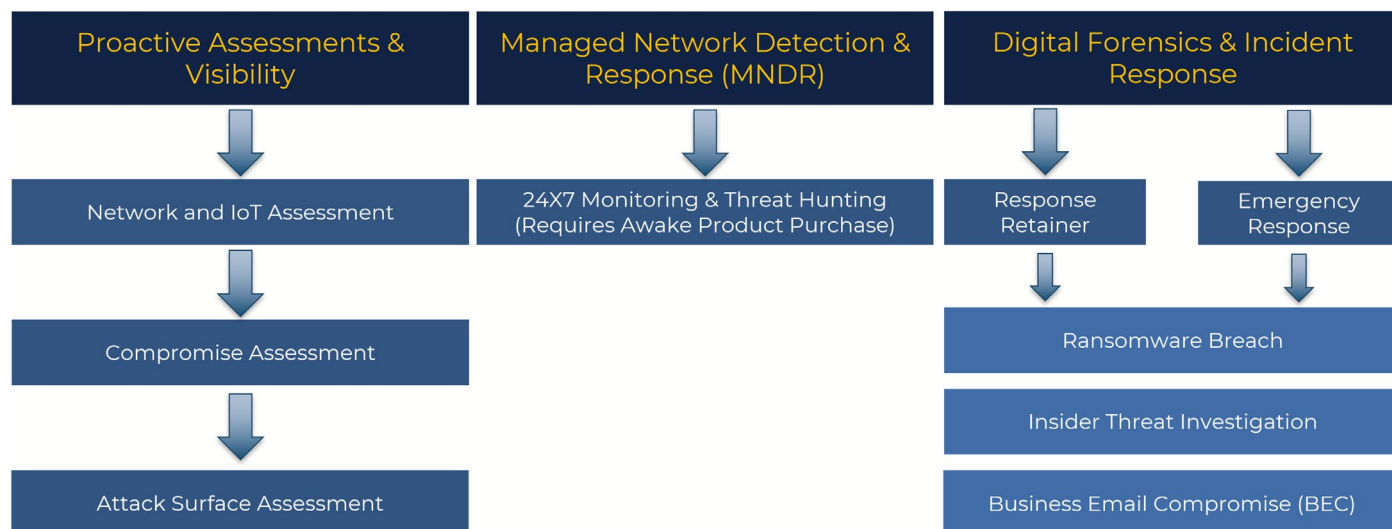 Proactive Assessments &
Visibility
Network and IoT Assessment
Compromise Assessment
Attack Surface Assessment
Managed Network Detection &
Response (MNDR)
24X7 Monitoring & Threat Hunting
(Requires Awake Product Purchase)
Digital Forensics & Incident
Response
Response
Retainer
Emergency
Response
Ransomware Breach
Insider Threat Investigation
Business Email Compromise (BEC)